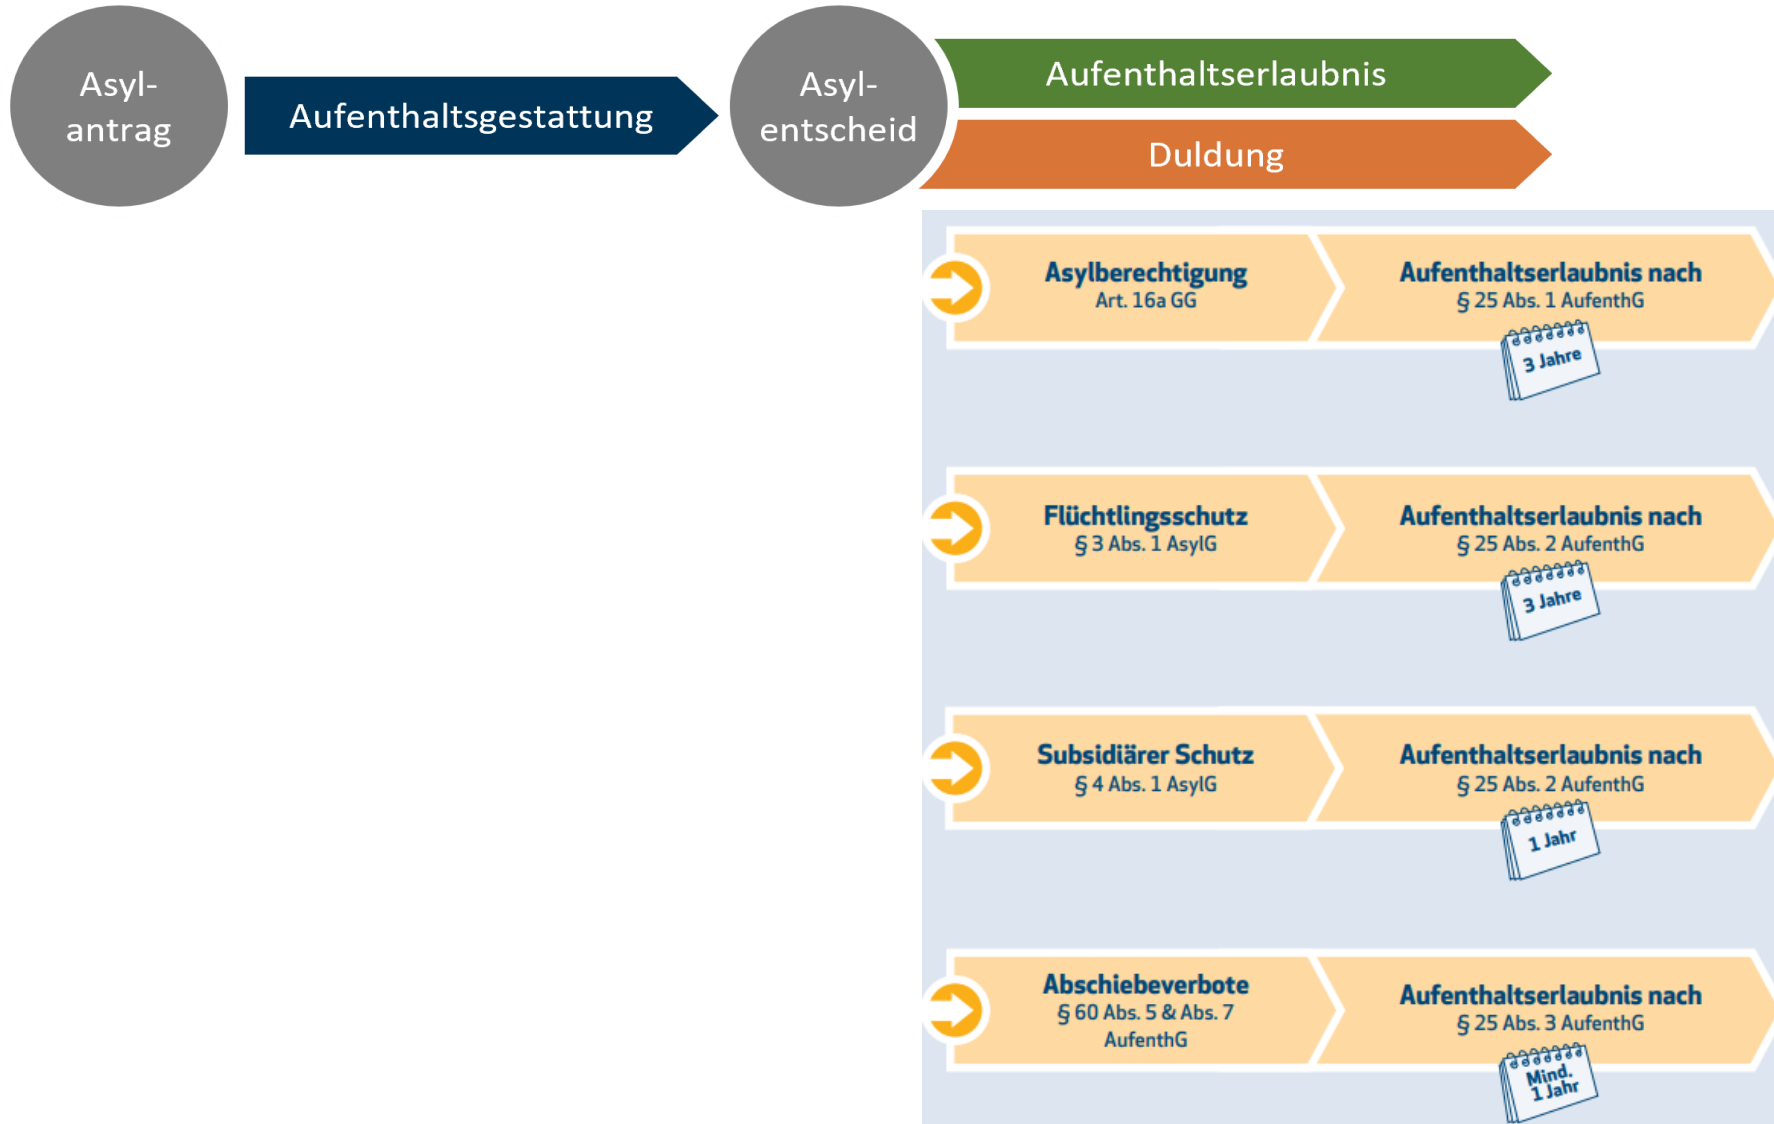 Asyl-
antrag
Aufenthaltsgestattung
Asyl-
entscheid
Aufenthaltserlaubnis
Duldung
Asylberechtigung
Art. 16a GG
Aufenthaltserlaubnis nach
§ 25 Abs. 1 AufenthG
3 Jahre
Flüchtlingsschutz
§ 3 Abs. 1 AsylG
Aufenthaltserlaubnis nach
§ 25 Abs. 2 AufenthG
3 Jahre
Subsidiärer Schutz
§ 4 Abs. 1 AsylG
Aufenthaltserlaubnis nach
§ 25 Abs. 2 AufenthG
1 Jahr
Abschiebeverbote
§ 60 Abs. 5 & Abs. 7
AufenthG
Aufenthaltserlaubnis nach
§ 25 Abs. 3 AufenthG
Mind.
1 Jahr